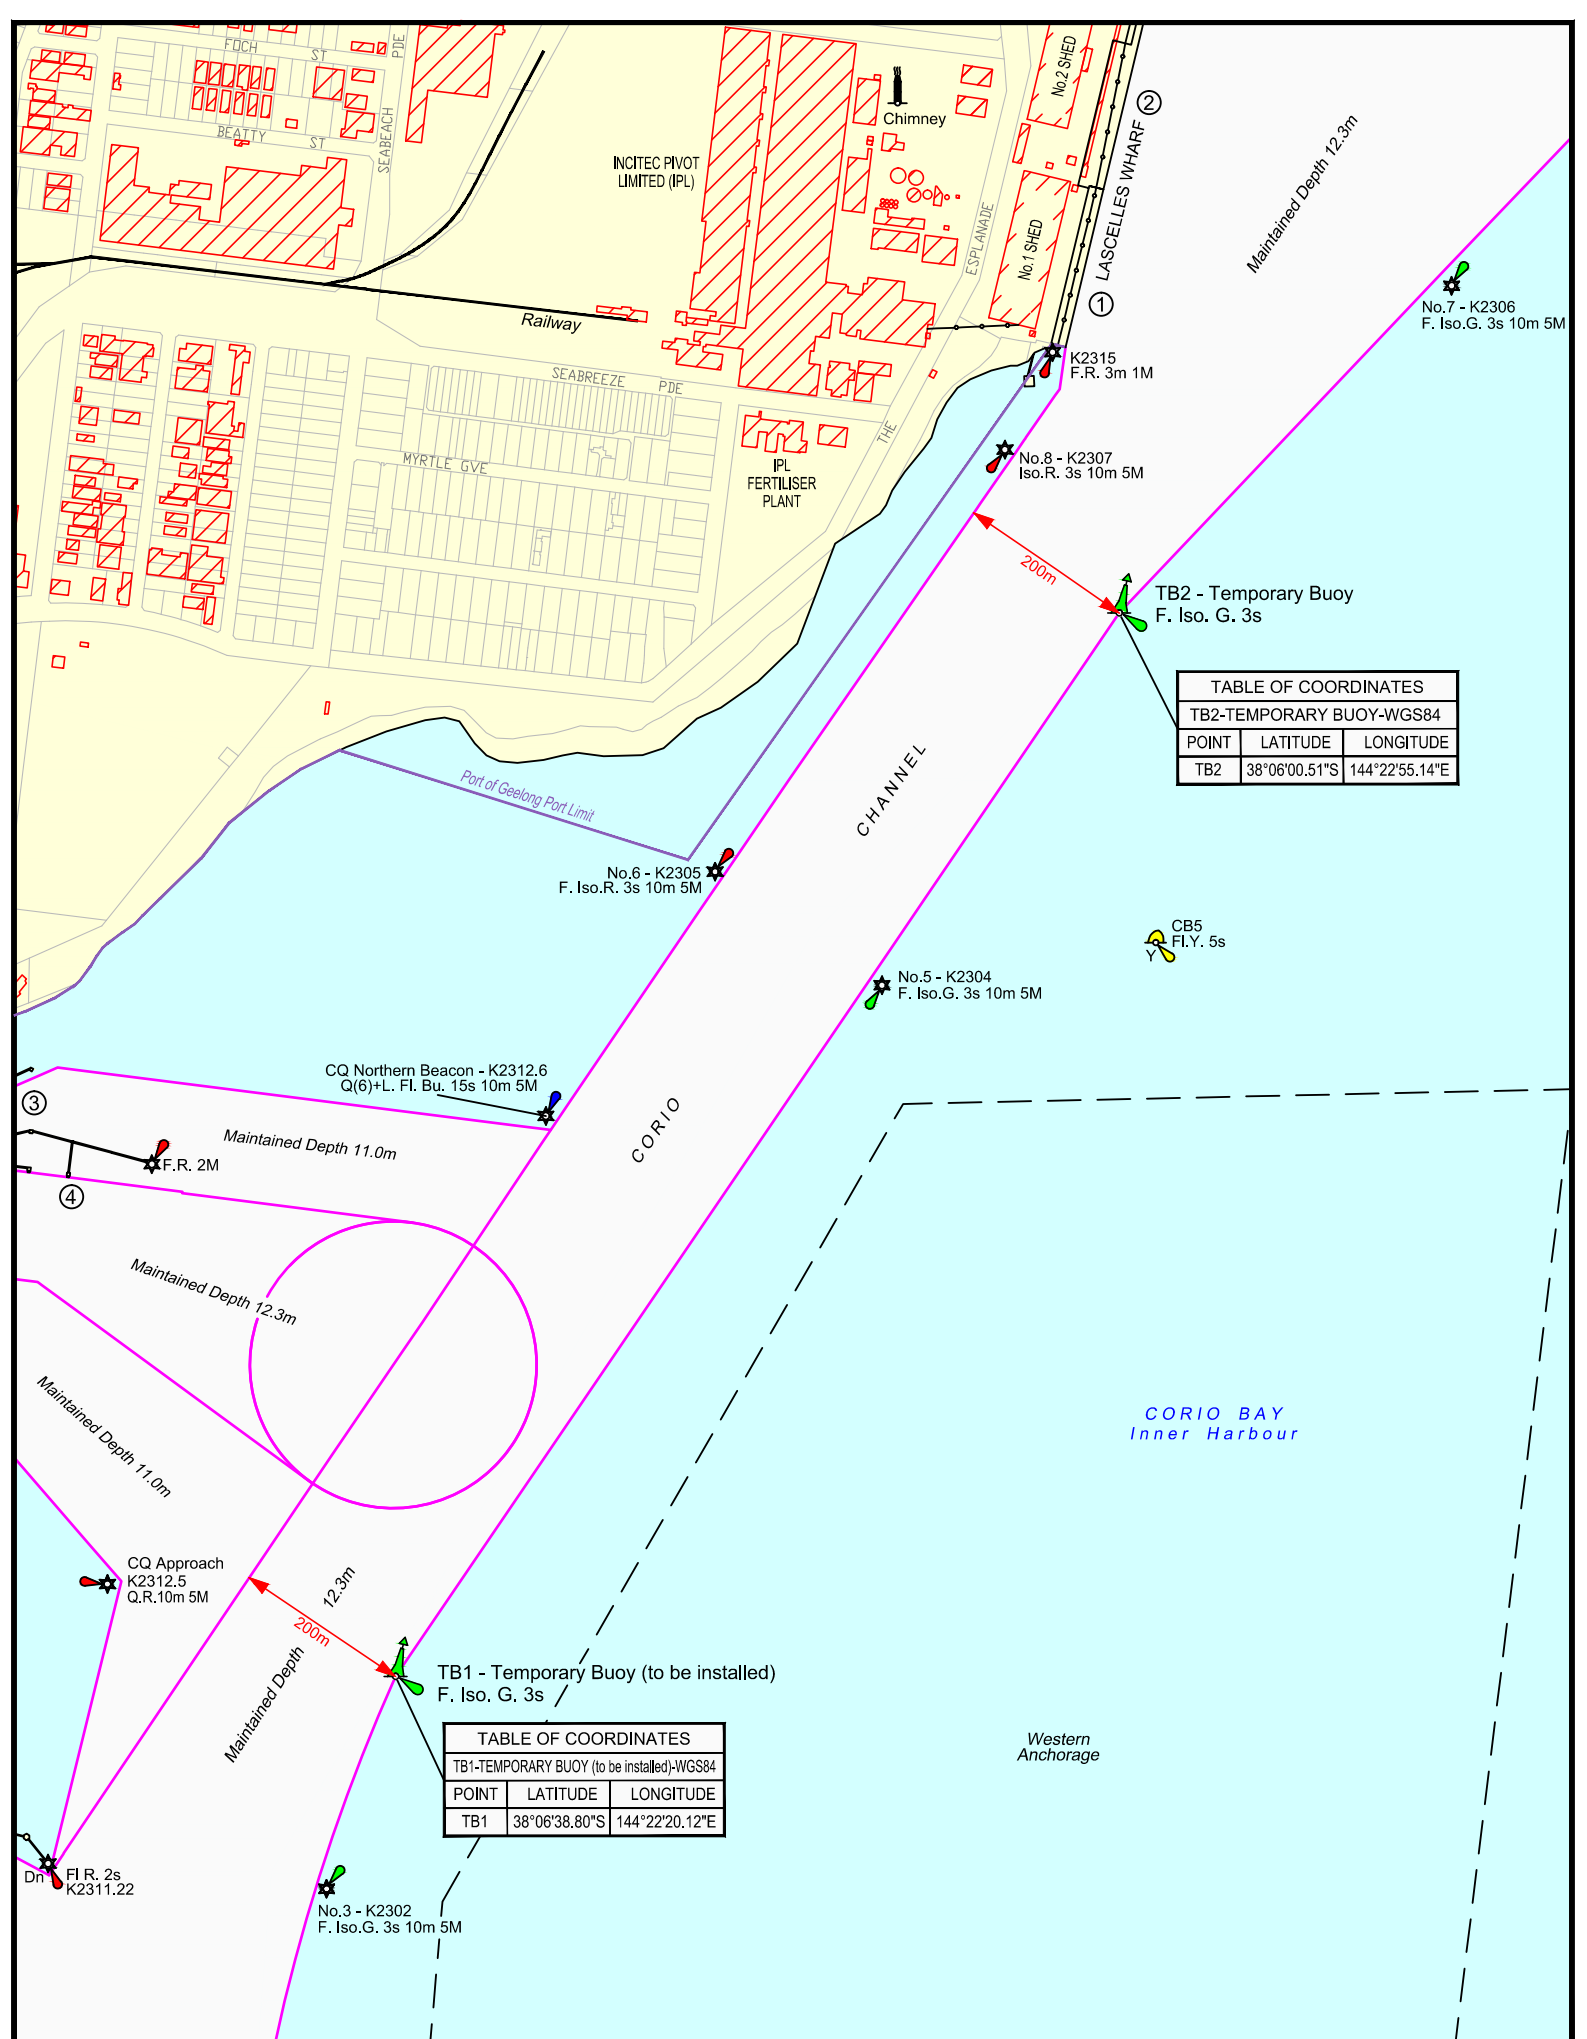 FOCH ST
PDE
BEATTY ST
SEABEACH
Chimney
INCITEC PIVOT
LIMITED (IPL)
No.2 SHED
②
LASCELLES WHARF
①
No.1 SHED
ESPLANADE
THE
Maintained Depth 12.3m
No.7 - K2306
F. Iso.G. 3s 10m 5M
Railway
K2315
F.R. 3m 1M
SEABREEZE PDE
MYRTLE GVE
IPL
FERTILISER
PLANT
No.8 - K2307
Iso.R. 3s 10m 5M
200m
TB2 - Temporary Buoy
F. Iso. G. 3s
TABLE OF COORDINATES
TB2-TEMPORARY BUOY-WGS84
POINT LATITUDE LONGITUDE
TB2 38°06'00.51"S 144°22'55.14"E
Port of Geelong Port Limit
CHANNEL
No.6 - K2305
F. Iso.R. 3s 10m 5M
CB5
Fl.Y. 5s
Y
No.5 - K2304
F. Iso.G. 3s 10m 5M
CQ Northern Beacon - K2312.6
Q(6)+L. Fl. Bu. 15s 10m 5M
③
CORIO
Maintained Depth 11.0m
F.R. 2M
④
Maintained Depth 12.3m
Maintained Depth 11.0m
CORIO BAY
Inner Harbour
CQ Approach
K2312.5
Q.R.10m 5M
200m
Maintained Depth 12.3m
TB1 - Temporary Buoy (to be installed)
F. Iso. G. 3s
TABLE OF COORDINATES
TB1-TEMPORARY BUOY (to be installed)-WGS84
POINT LATITUDE LONGITUDE
TB1 38°06'38.80"S 144°22'20.12"E
Western
Anchorage
Dn
Fl R. 2s
K2311.22
No.3 - K2302
F. Iso.G. 3s 10m 5M